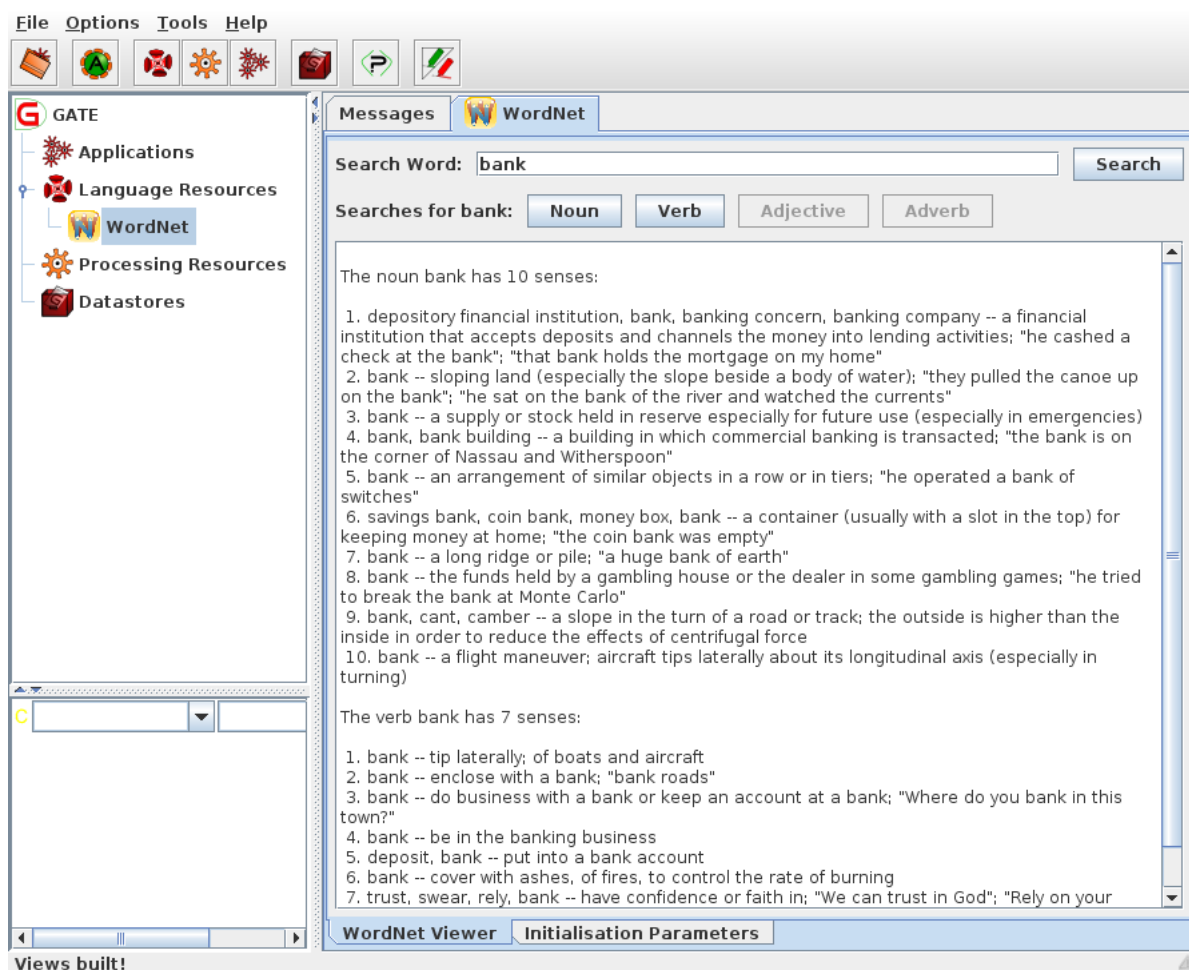 File Options Tools Help
GATE
Applications
Language Resources
WordNet
Processing Resources
Datastores
C
Messages
WordNet
Search Word: bank Search
Searches for bank: Noun Verb Adjective Adverb
The noun bank has 10 senses:
1. depository financial institution, bank, banking concern, banking company -- a financial
institution that accepts deposits and channels the money into lending activities; "he cashed a
check at the bank"; "that bank holds the mortgage on my home"
2. bank -- sloping land (especially the slope beside a body of water); "they pulled the canoe up
on the bank"; "he sat on the bank of the river and watched the currents"
3. bank -- a supply or stock held in reserve especially for future use (especially in emergencies)
4. bank, bank building -- a building in which commercial banking is transacted; "the bank is on
the corner of Nassau and Witherspoon"
5. bank -- an arrangement of similar objects in a row or in tiers; "he operated a bank of
switches"
6. savings bank, coin bank, money box, bank -- a container (usually with a slot in the top) for
keeping money at home; "the coin bank was empty"
7. bank -- a long ridge or pile; "a huge bank of earth"
8. bank -- the funds held by a gambling house or the dealer in some gambling games; "he tried
to break the bank at Monte Carlo"
9. bank, cant, camber -- a slope in the turn of a road or track; the outside is higher than the
inside in order to reduce the effects of centrifugal force
10. bank -- a flight maneuver; aircraft tips laterally about its longitudinal axis (especially in
turning)
The verb bank has 7 senses:
1. bank -- tip laterally; of boats and aircraft
2. bank -- enclose with a bank; "bank roads"
3. bank -- do business with a bank or keep an account at a bank; "Where do you bank in this
town?"
4. bank -- be in the banking business
5. deposit, bank -- put into a bank account
6. bank -- cover with ashes, of fires, to control the rate of burning
7. trust, swear, rely, bank -- have confidence or faith in; "We can trust in God"; "Rely on your
WordNet Viewer Initialisation Parameters
Views built!